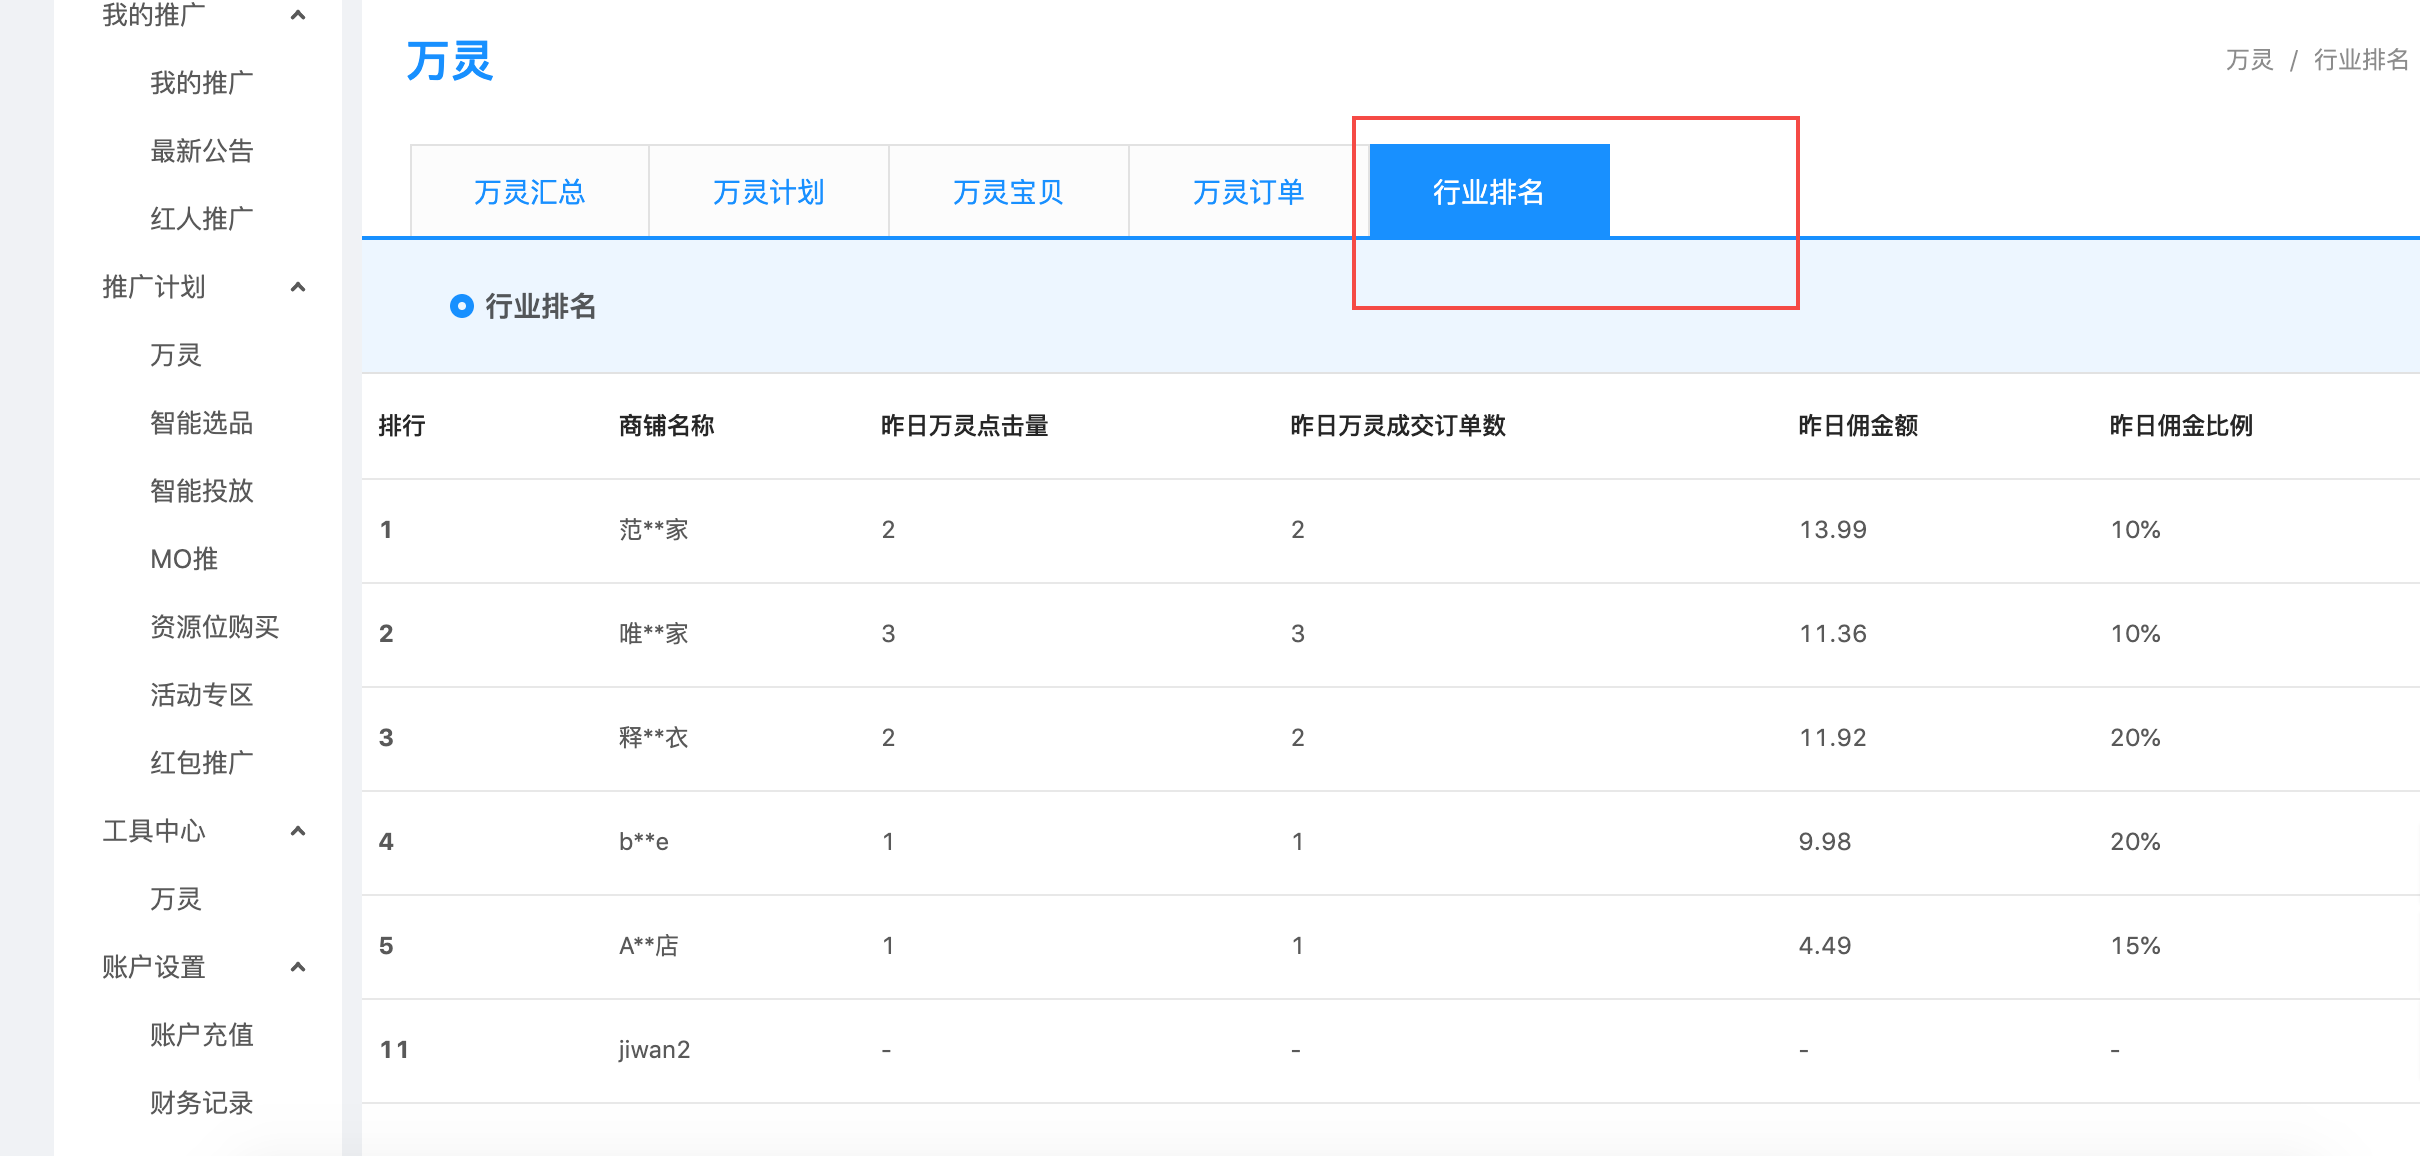 我的推广
我的推广
最新公告
红人推广
推广计划
万灵
智能选品
智能投放
MO推
资源位购买
活动专区
红包推广
工具中心
万灵
账户设置
账户充值
财务记录
万灵
万灵 / 行业排名
万灵汇总 万灵计划 万灵宝贝 万灵订单 行业排名
行业排名
排行 商铺名称 昨日万灵点击量 昨日万灵成交订单数 昨日佣金额 昨日佣金比例
1 范**家 2 2 13.99 10%
2 唯**家 3 3 11.36 10%
3 释**衣 2 2 11.92 20%
4 b**e 1 1 9.98 20%
5 A**店 1 1 4.49 15%
11 jiwan2 - - - -